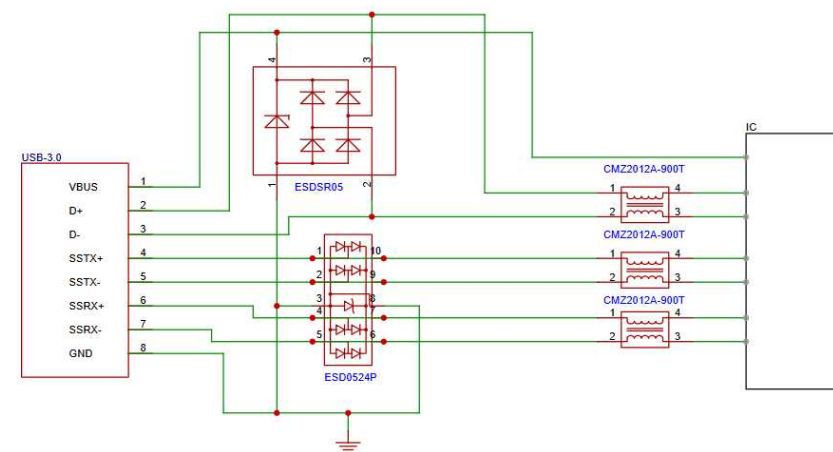 IC
4
3
CMZ2012A-900T
USB-3.0
1 4
VBUS 1
1 2
ESDSR05
D+ 2
2 3
D- 3
CMZ2012A-900T
1 10
SSTX+ 4
1 4
2 9
SSTX- 5
2 3
3 8
CMZ2012A-900T
SSRX+ 6
4 7
1 4
SSRX- 7
5 6
2 3
GND 8
ESD0524P